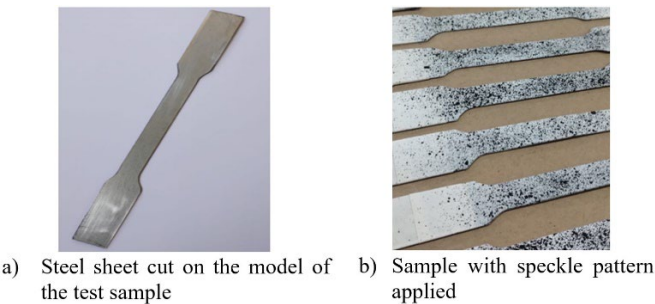 a) Steel sheet cut on the model of
the test sample
b) Sample with speckle pattern
applied